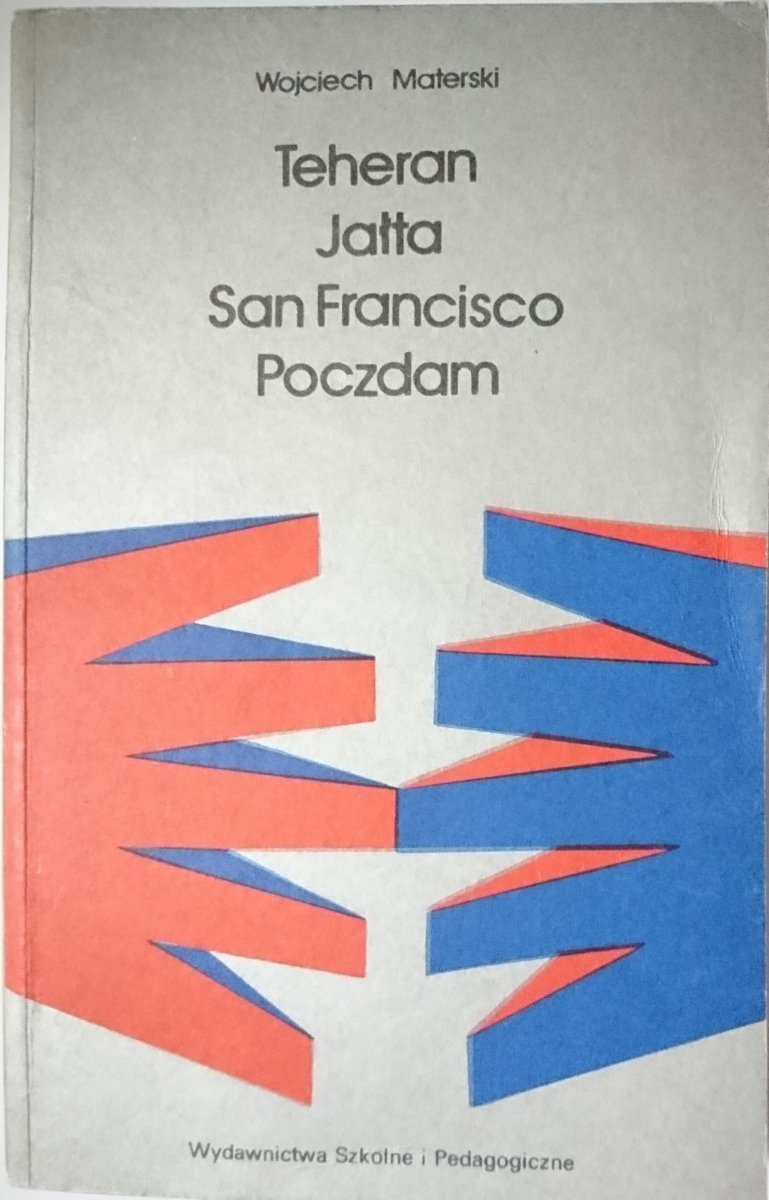 Wojciech Materski
Teheran
Jałta
San Francisco
Poczdam
Wydawnictwa Szkolne i Pedagogiczne